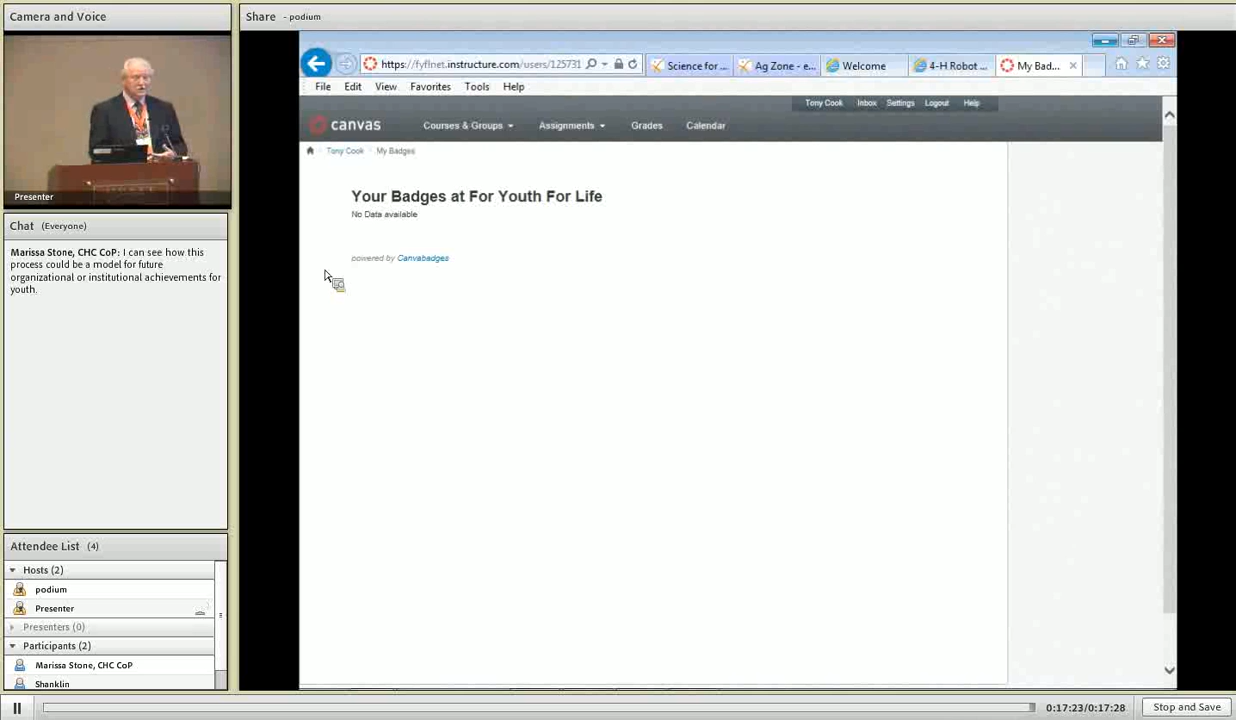 Camera and Voice
Presenter
Chat (Everyone)
Marissa Stone, CHC CoP: I can see how this
process could be a model for future
organizational or institutional achievements for
youth.
Attendee List (4)
Hosts (2)
podium
Presenter
Presenters (0)
Participants (2)
Marissa Stone, CHC CoP
Shanklin
Share - podium
https://fyflnet.instructure.com/users/125731
Science for ...
Ag Zone - e...
Welcome
4-H Robot ...
My Bad...
File Edit View Favorites Tools Help
Tony Cook Inbox Settings Logout Help
canvas Courses & Groups Assignments Grades Calendar
Tony Cook My Badges
Your Badges at For Youth For Life
No Data available
powered by Canvabadges
0:17:23/0:17:28
Stop and Save